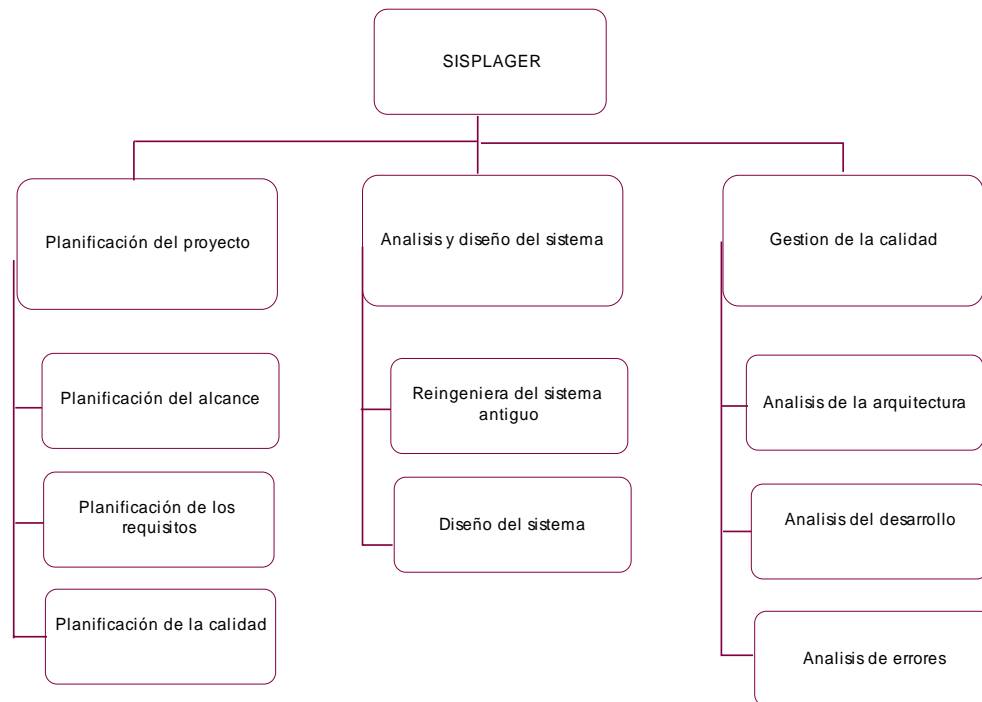 SISPLAGER
Planificación del proyecto
Analisis y diseño del sistema
Gestion de la calidad
Planificación del alcance
Reingeniera del sistema
antiguo
Analisis de la arquitectura
Planificación de los
requisitos
Diseño del sistema
Analisis del desarrollo
Planificación de la calidad
Analisis de errores